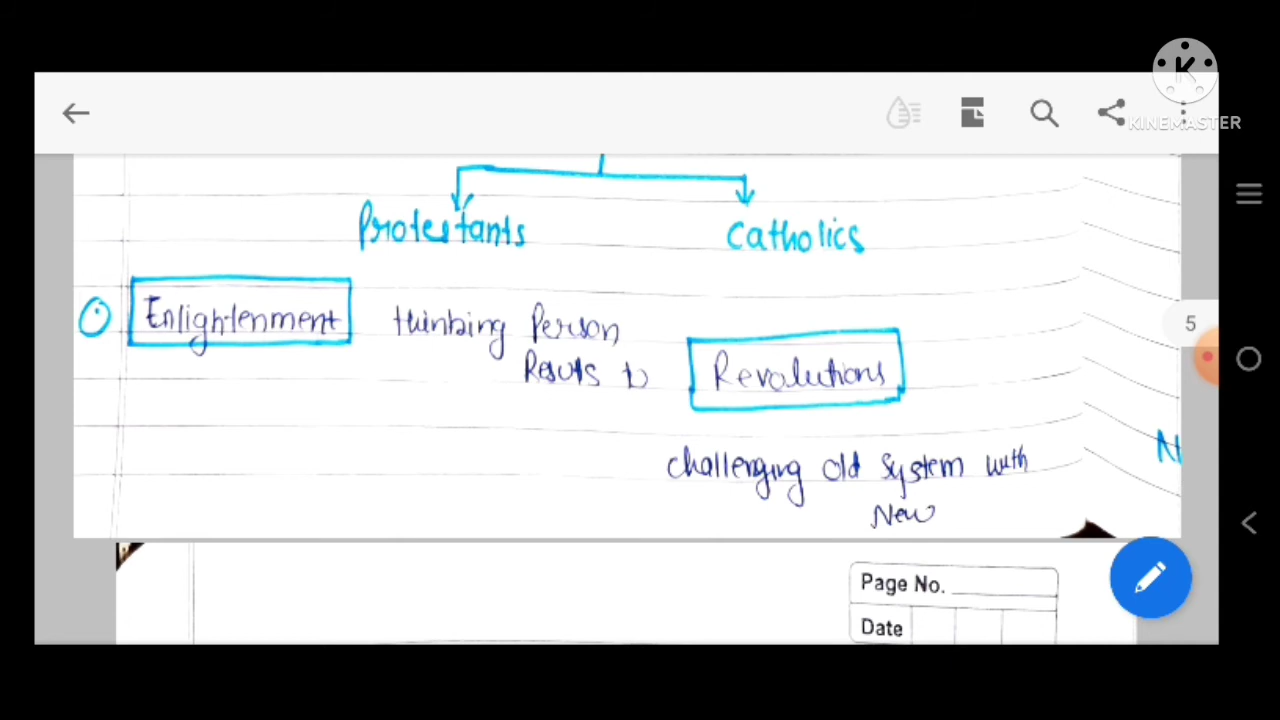 KINEMASTER
Protestants Catholics
Enlightenment thinking Person
Results to Revolutions
5
challenging old system with
New
Page No.
Date